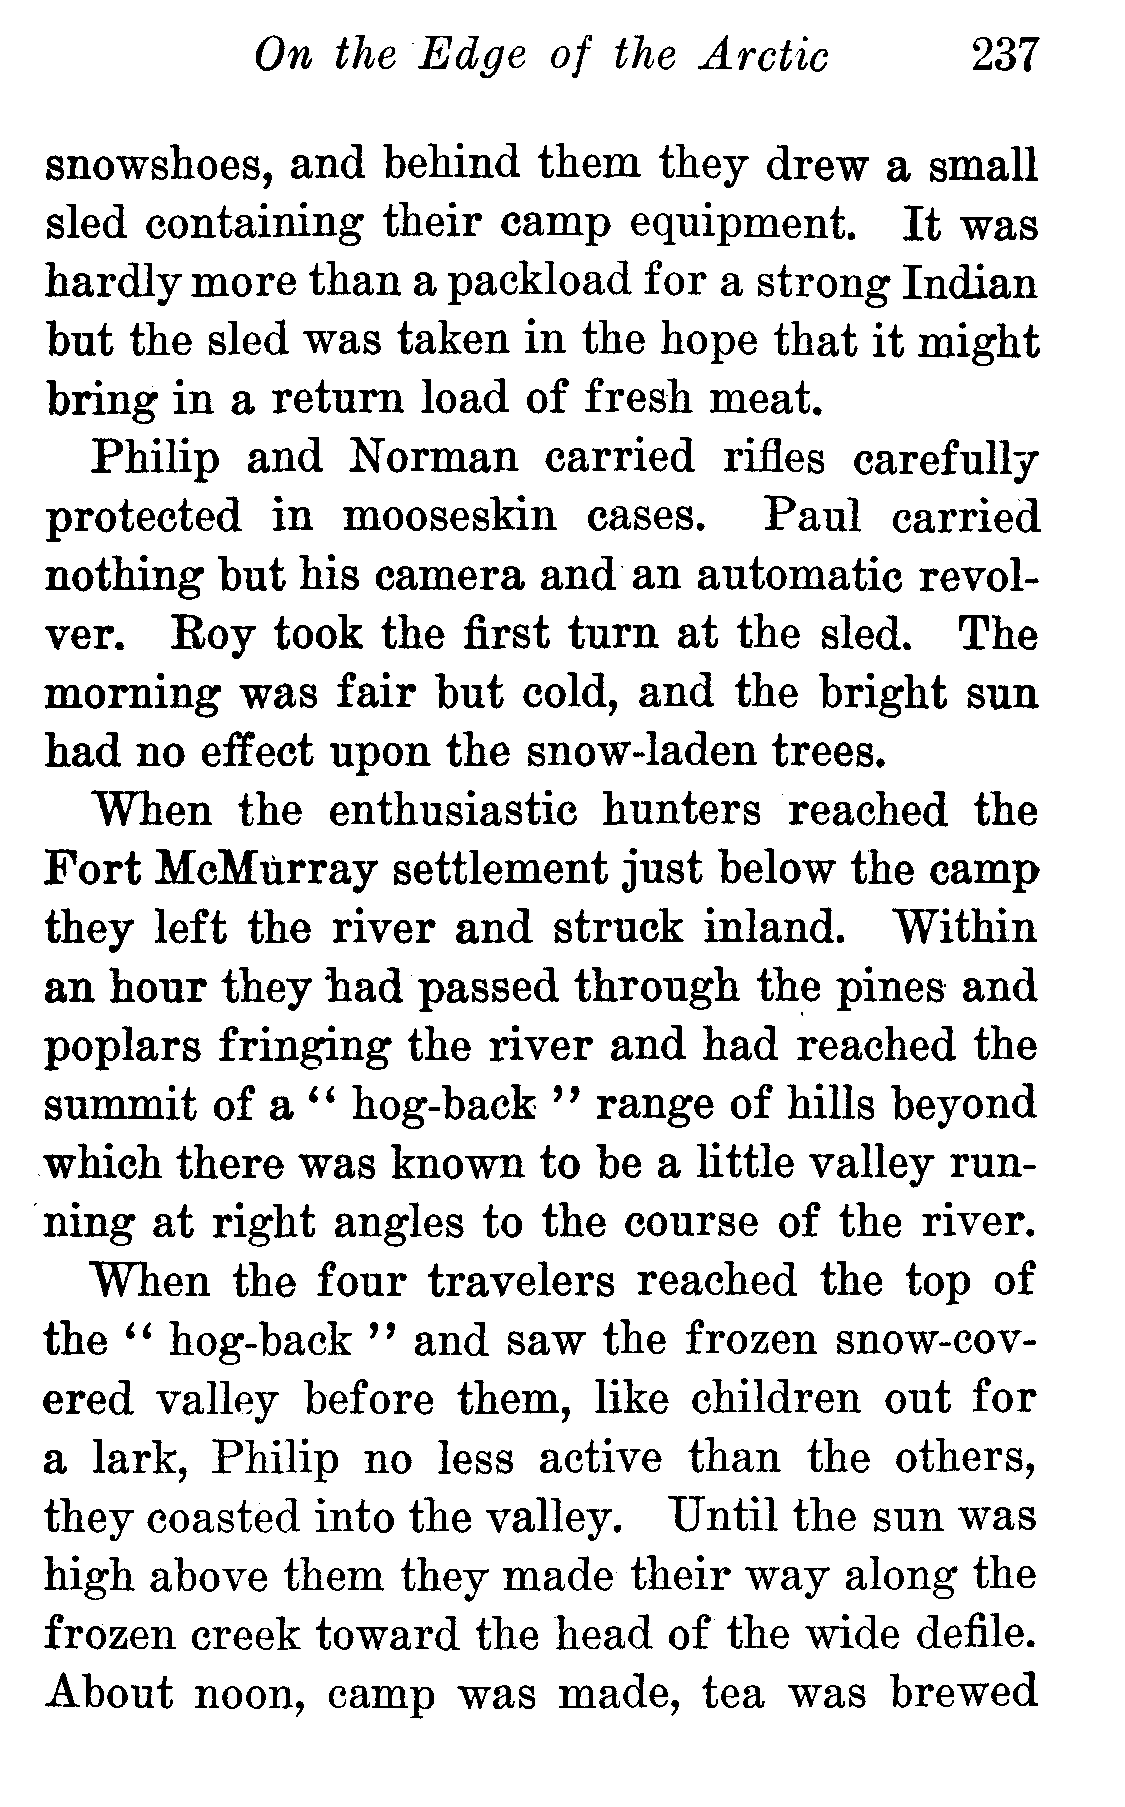 On the Edge of the Arctic 237
snowshoes, and behind them they drew a small
sled containing their camp equipment. It was
hardly more than a packload for a strong Indian
but the sled was taken in the hope that it might
bring in a return load of fresh meat.
Philip and Norman carried rifles carefully
protected in mooseskin cases. Paul carried
nothing but his camera and an automatic revol-
ver. Roy took the first turn at the sled. The
morning was fair but cold, and the bright sun
had no effect upon the snow-laden trees.
When the enthusiastic hunters reached the
Fort McMurray settlement just below the camp
they left the river and struck inland. Within
an hour they had passed through the pines and
poplars fringing the river and had reached the
summit of a “ hog-back ” range of hills beyond
which there was known to be a little valley run-
ning at right angles to the course of the river.
When the four travelers reached the top of
the “ hog-back ” and saw the frozen snow-cov-
ered valley before them, like children out for
a lark, Philip no less active than the others,
they coasted into the valley. Until the sun was
high above them they made their way along the
frozen creek toward the head of the wide defile.
About noon, camp was made, tea was brewed